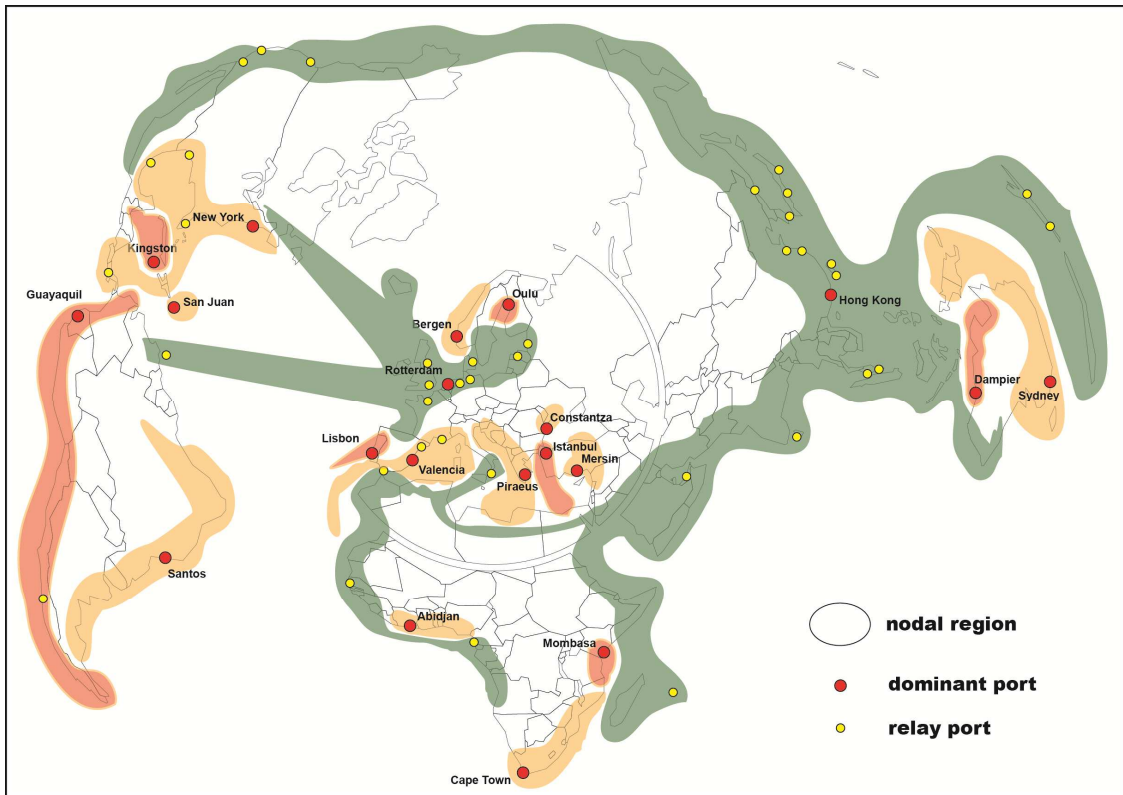 New York
Kingston
Guayaquil
San Juan
Oulu
Hong Kong
Bergen
Rotterdam
Dampier
Sydney
Constantza
Lisbon
Istanbul
Mersin
Valencia
Piraeus
Santos
Abidjan
nodal region
Mombasa
dominant port
relay port
Cape Town